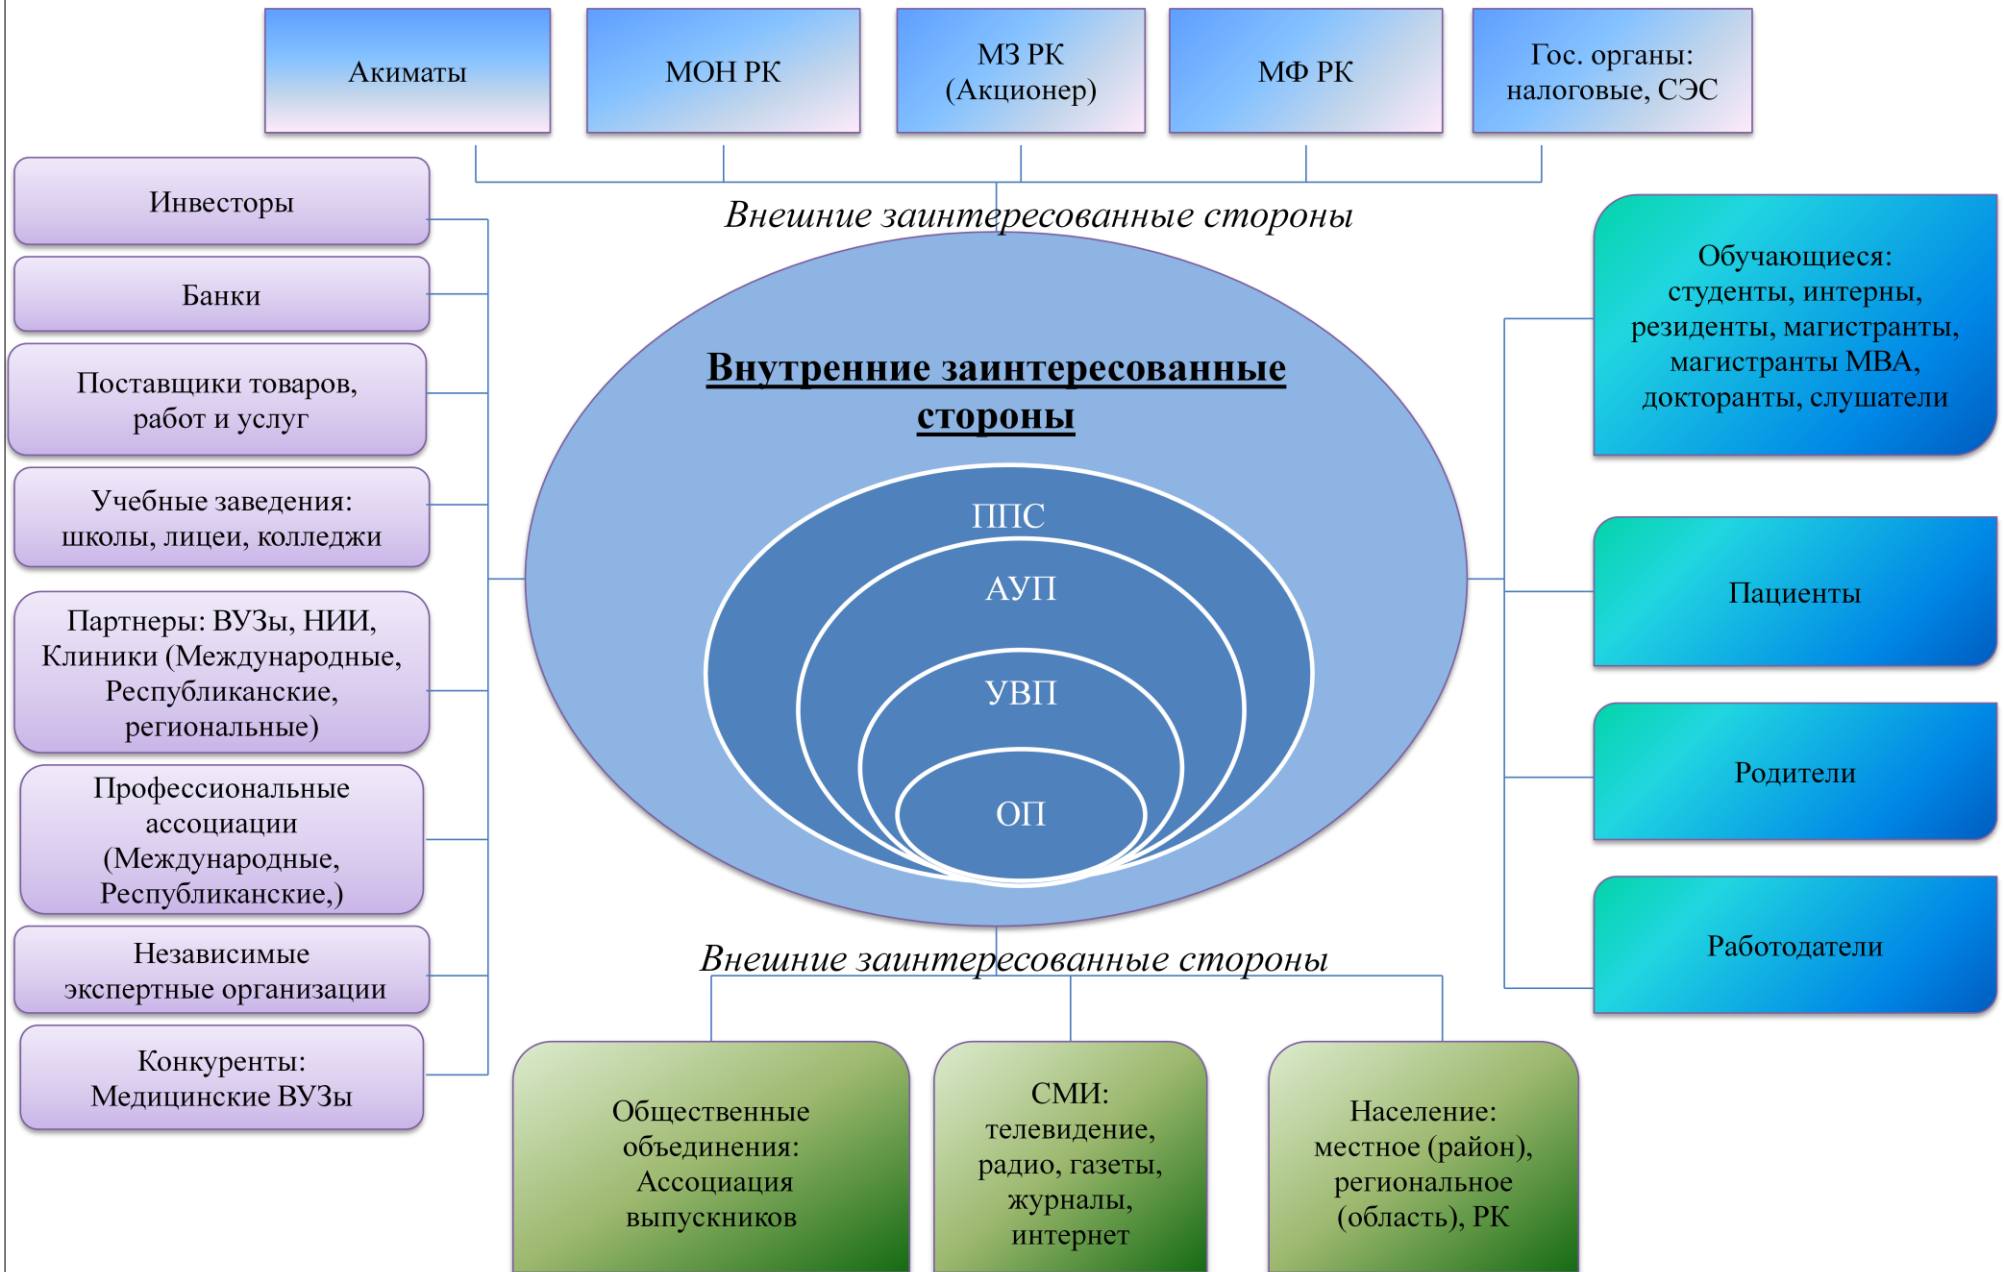 Акиматы
МОН РК
МЗ РК
(Акционер)
МФ РК
Гос. органы:
налоговые, СЭС
Внешние заинтересованные стороны
Инвесторы
Банки
Поставщики товаров,
работ и услуг
Учебные заведения:
школы, лицеи, колледжи
Партнеры: ВУЗы, НИИ,
Клиники (Международные,
Республиканские,
региональные)
Профессиональные
ассоциации
(Международные,
Республиканские,)
Независимые
экспертные организации
Конкуренты:
Медицинские ВУЗы
Внутренние заинтересованные
стороны
ППС
АУП
УВП
ОП
Обучающиеся:
студенты, интерны,
резиденты, магистранты,
магистранты МВА,
докторанты, слушатели
Пациенты
Родители
Работодатели
Внешние заинтересованные стороны
Общественные
объединения:
Ассоциация
выпускников
СМИ:
телевидение,
радио, газеты,
журналы,
интернет
Население:
местное (район),
региональное
(область), РК